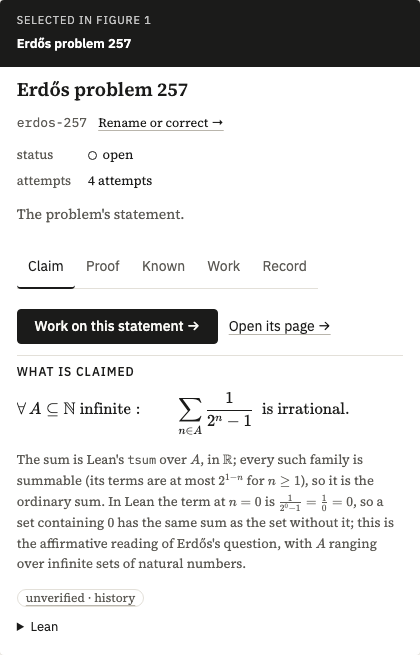 SELECTED IN FIGURE 1
Erdős problem 257
Erdős problem 257
erdos-257 Rename or correct →
status open
attempts 4 attempts
The problem's statement.
Claim Proof Known Work Record
Work on this statement → Open its page →
WHAT IS CLAIMED
∀ A ⊆ ℕ infinite : ∑_{n∈A} 1/(2^n − 1) is irrational.
The sum is Lean's tsum over A, in ℝ; every such family is
summable (its terms are at most 2^{1−n} for n ≥ 1), so it is the
ordinary sum. In Lean the term at n = 0 is 1/(2^0−1) = 1/0 = 0, so a
set containing 0 has the same sum as the set without it; this is
the affirmative reading of Erdős's question, with A ranging
over infinite sets of natural numbers.
unverified · history
▶ Lean